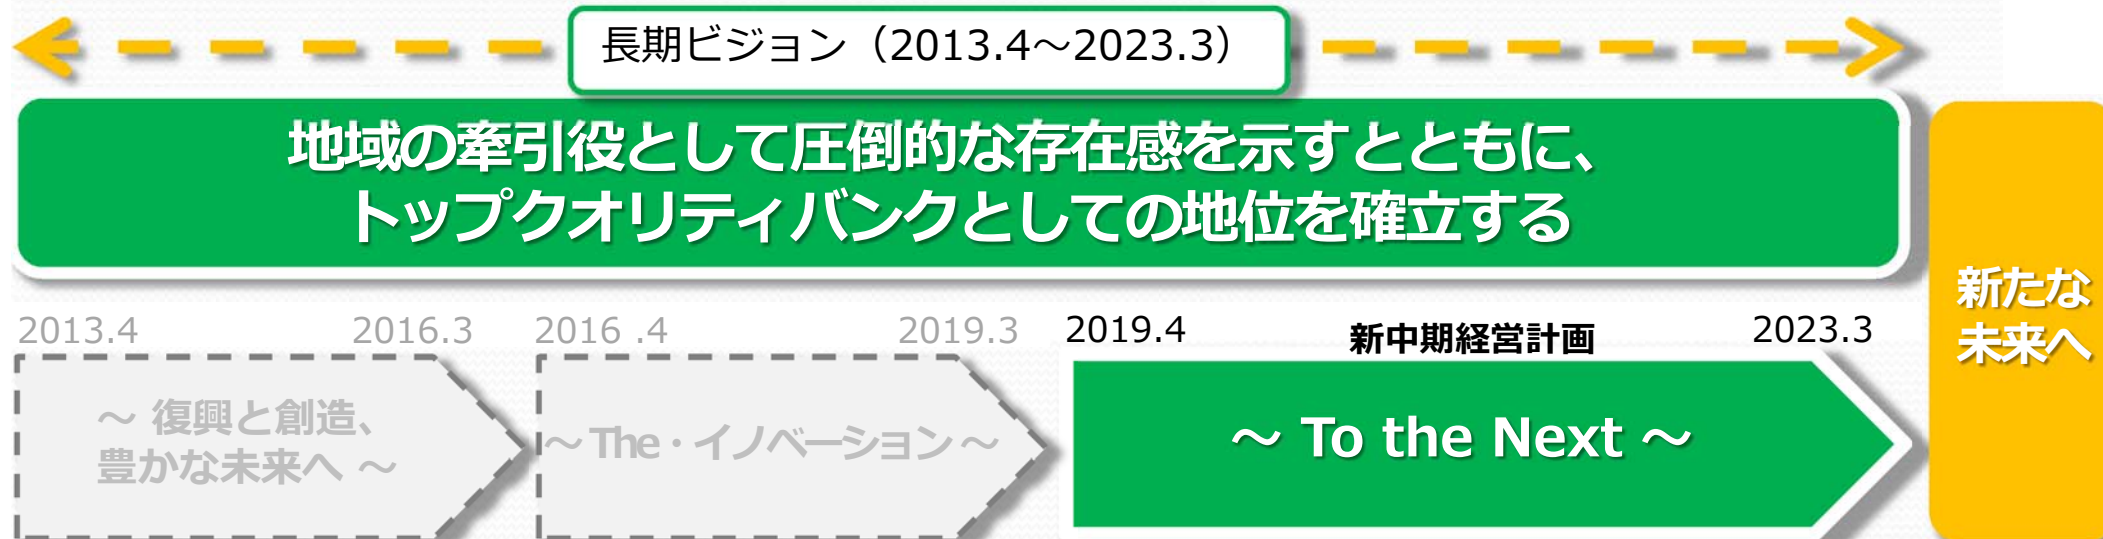 長期ビジョン（2013.4～2023.3）
地域の牽引役として圧倒的な存在感を示すとともに、
トップクオリティバンクとしての地位を確立する
新たな
未来へ
2013.4 2016.3
～ 復興と創造、
豊かな未来へ ～
2016 .4 2019.3
～The・イノベーション～
2019.4 新中期経営計画 2023.3
～ To the Next ～